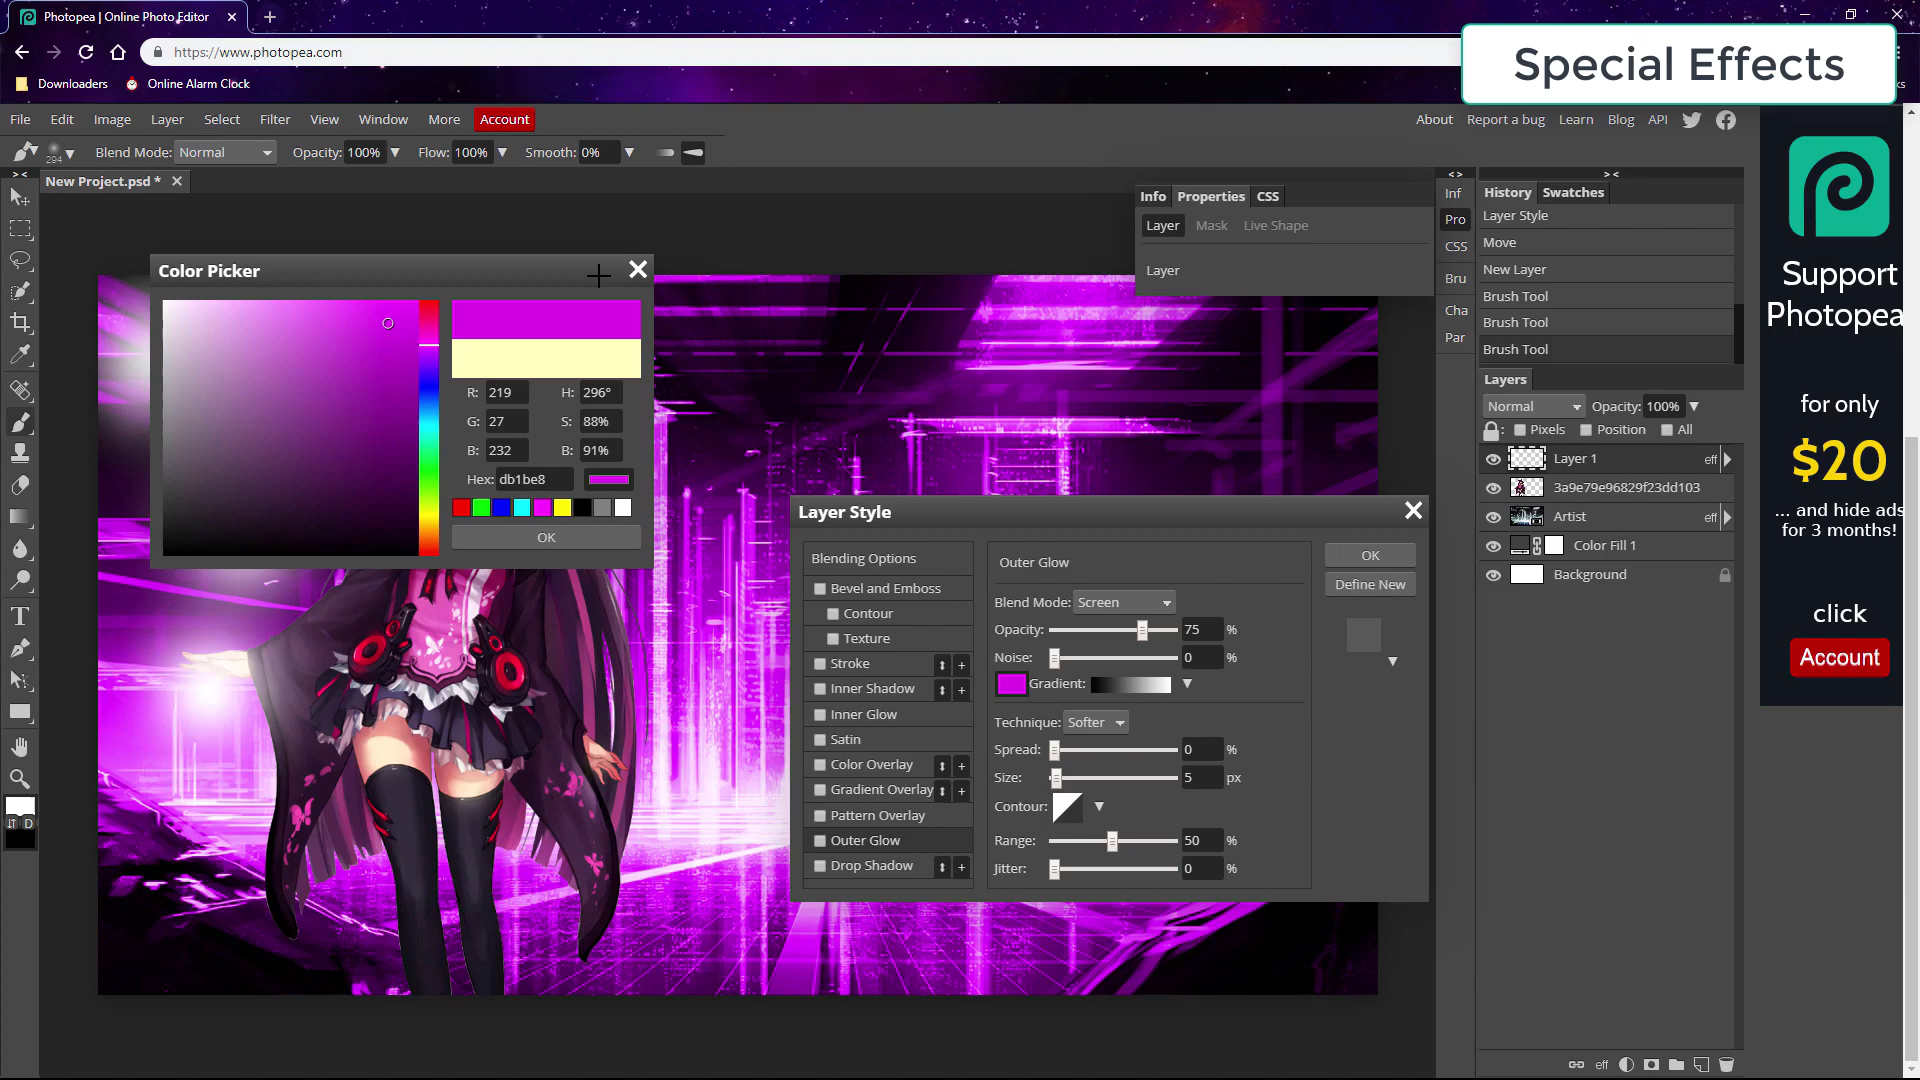 Photopea | Online Photo Editor
https://www.photopea.com
Special Effects
Downloaders
Online Alarm Clock
File
Edit
Image
Layer
Select
Filter
View
Window
More
Account
About
Report a bug
Learn
Blog
API
294
Blend Mode: Normal
Opacity: 100%
Flow: 100%
Smooth: 0%
New Project.psd *
Info
Properties
CSS
Layer
Mask
Live Shape
Layer
Inf
Pro
CSS
Bru
Cha
Par
History
Swatches
Layer Style
Move
New Layer
Brush Tool
Brush Tool
Brush Tool
Layers
Normal
Opacity: 100%
Pixels
Position
All
Layer 1
eff
3a9e79e96829f23dd103
Artist
eff
Color Fill 1
Background
eff
Color Picker
R: 219
H: 296°
G: 27
S: 88%
B: 232
B: 91%
Hex: db1be8
OK
Layer Style
Blending Options
Bevel and Emboss
Contour
Texture
Stroke
Inner Shadow
Inner Glow
Satin
Color Overlay
Gradient Overlay
Pattern Overlay
Outer Glow
Drop Shadow
Outer Glow
Blend Mode: Screen
Opacity: 75 %
Noise: 0 %
Gradient:
Technique: Softer
Spread: 0 %
Size: 5 px
Contour:
Range: 50 %
Jitter: 0 %
OK
Define New
T
D
Support
Photopea
for only
$20
... and hide ads
for 3 months!
click
Account